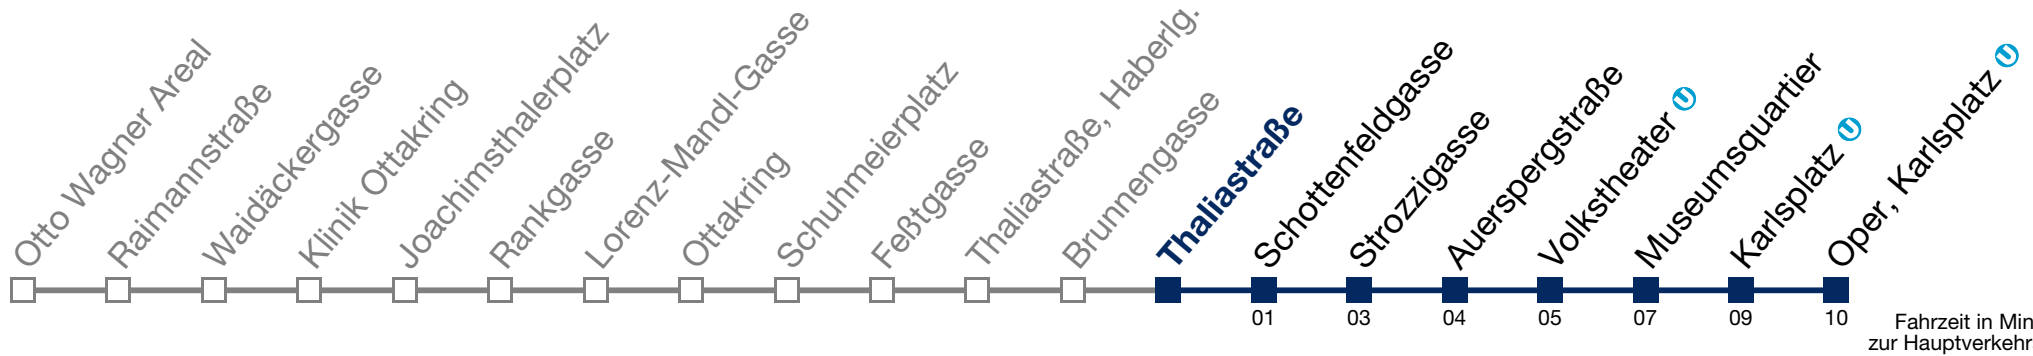 Otto Wagner Areal
Raimannstraße
Waidäckergasse
Klinik Ottakring
Joachimsthalerplatz
Rankgasse
Lorenz-Mandl-Gasse
Ottakring
Schuhmeierplatz
Feßtgasse
Thaliastraße, Haberlg.
Brunnengasse
Thaliastraße
Schottenfeldgasse
Strozzigasse
Auerspergstraße
Volkstheater U
Museumsquartier
Karlsplatz U
Oper, Karlsplatz U
01 03 04 05 07 09 10
Fahrzeit in Min
zur Hauptverkehr